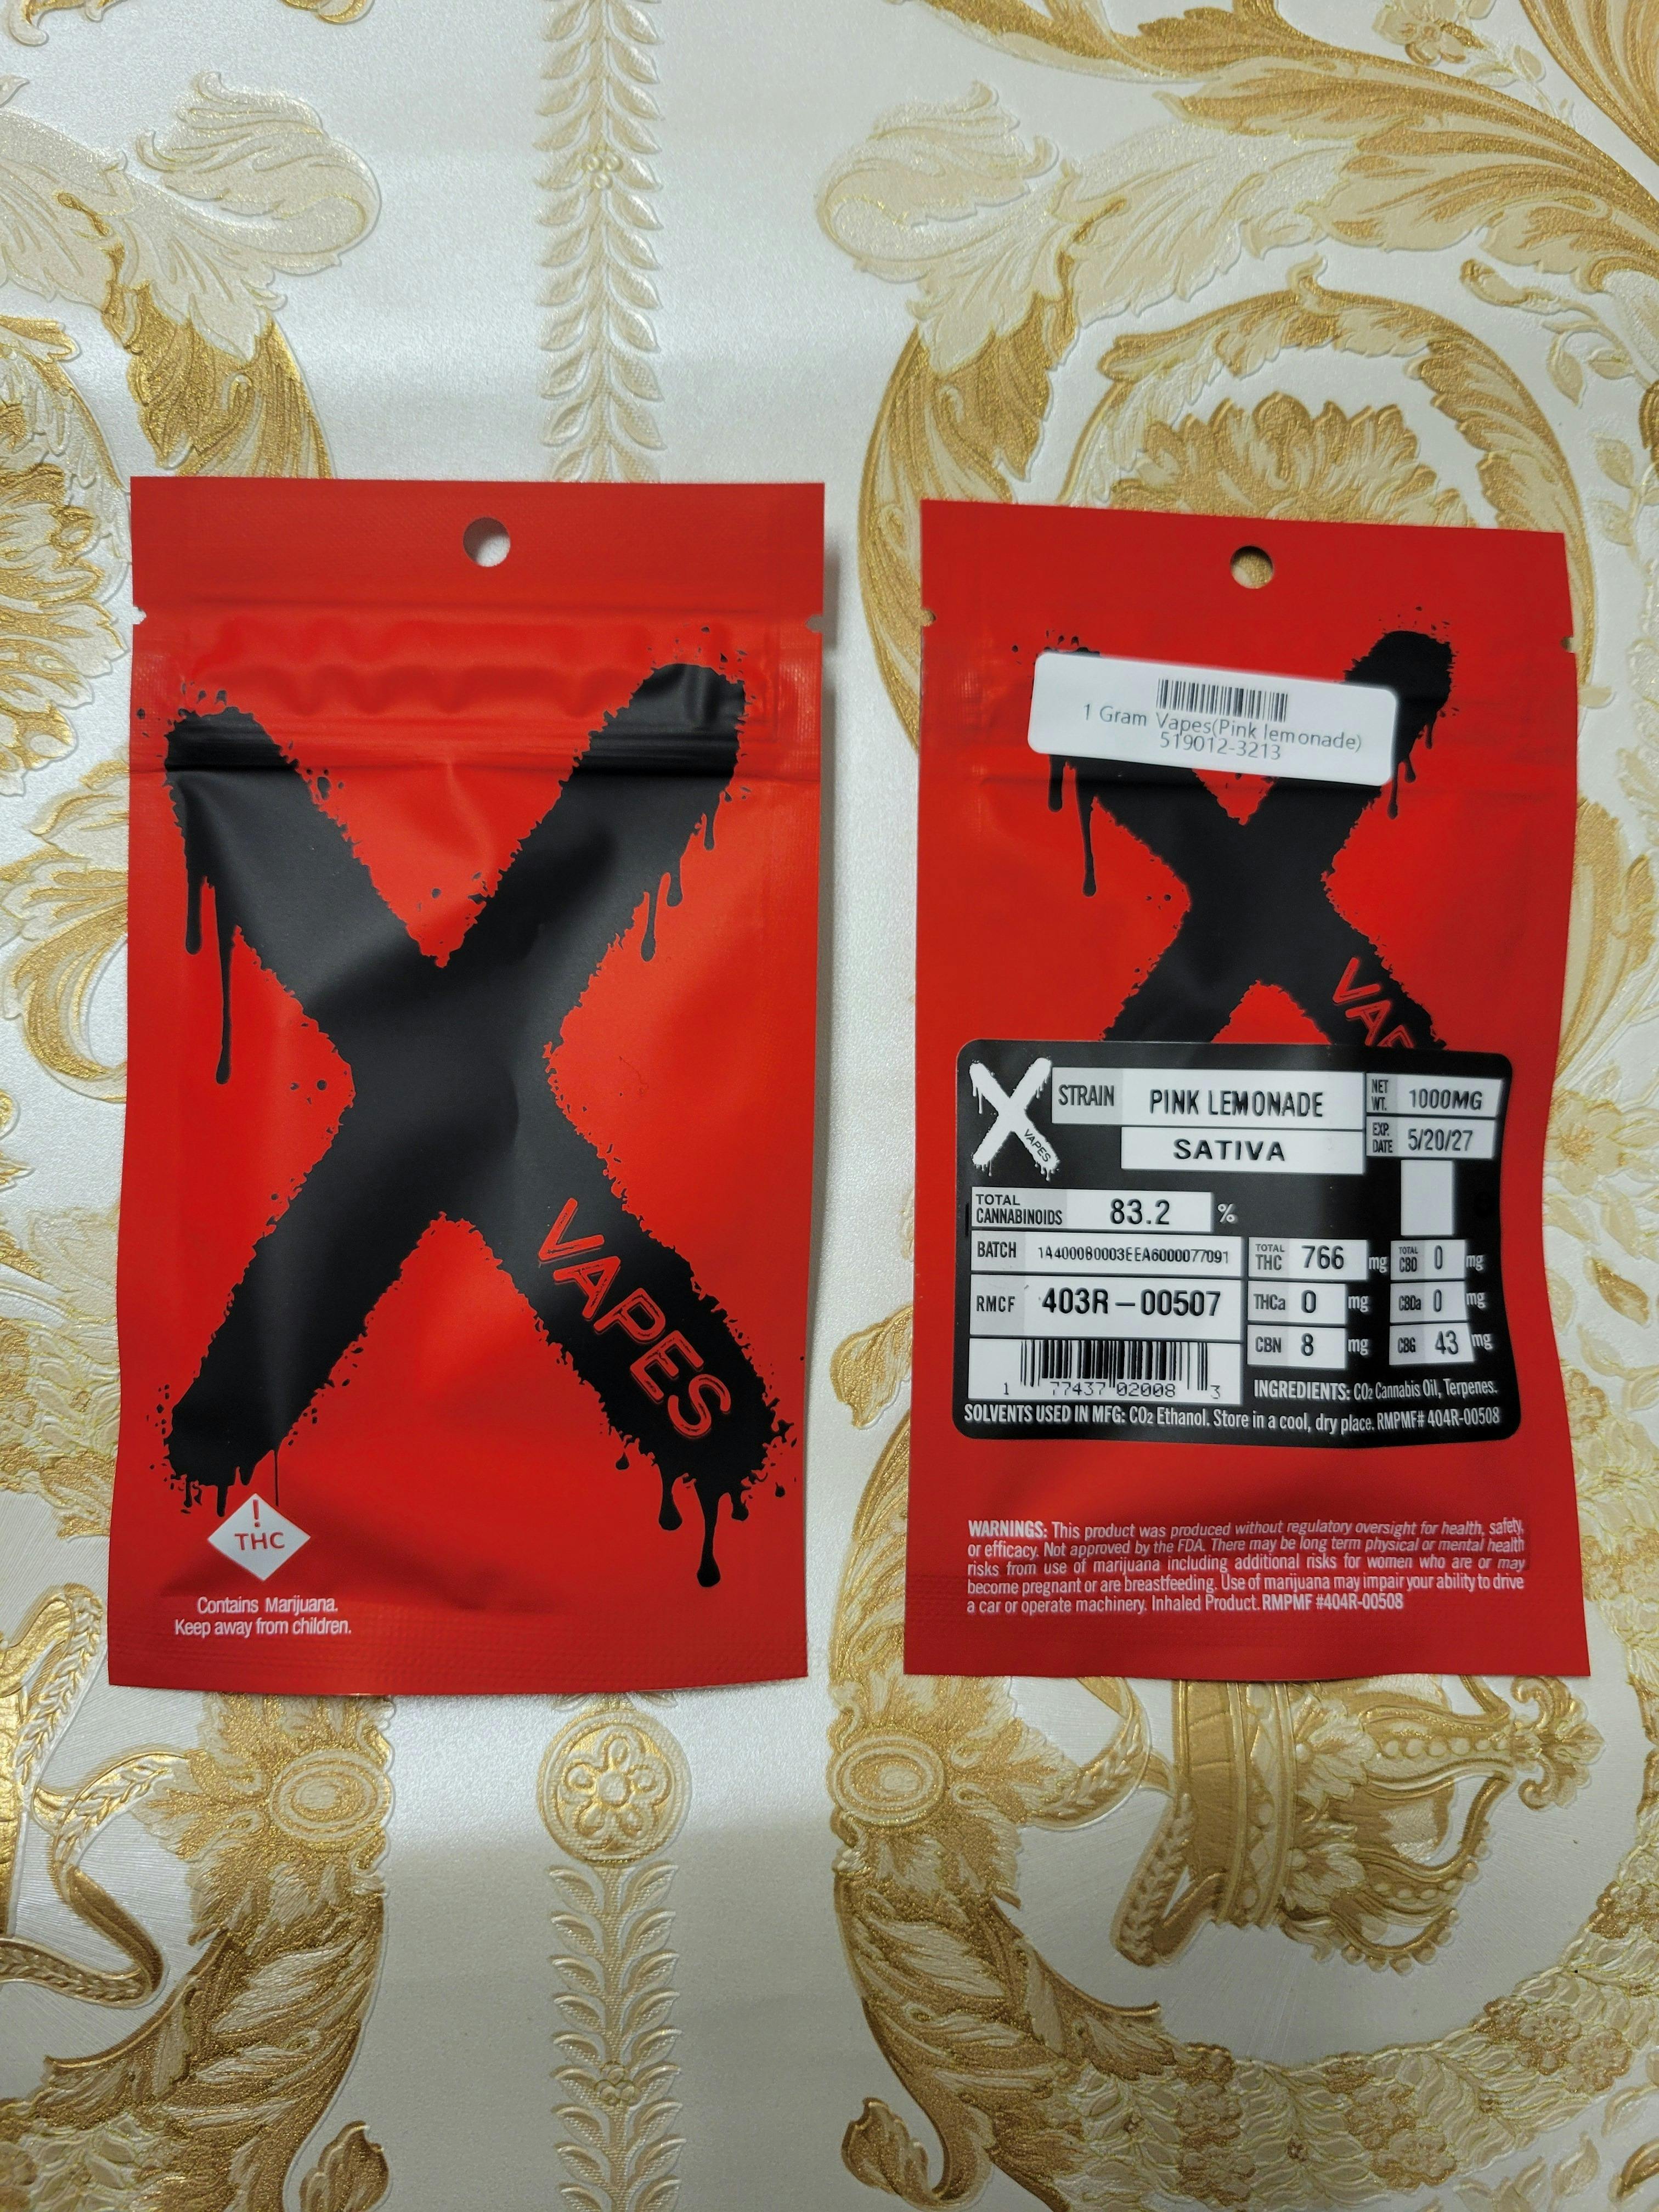 VAPES
!
THC
Contains Marijuana.
Keep away from children.
1 Gram Vapes(Pink lemonade)
519012-3213
VAP
X VAPES
STRAIN PINK LEMONADE
SATIVA
NET WT. 1000MG
EXP. DATE 5/20/27
TOTAL CANNABINOIDS 83.2 %
BATCH 1A400080003EEA6000077091
RMCF 403R-00507
TOTAL THC 766 mg TOTAL CBD 0 mg
THCa 0 mg CBDa 0 mg
CBN 8 mg CBG 43 mg
1 77437 02008 3
INGREDIENTS: CO2 Cannabis Oil, Terpenes.
SOLVENTS USED IN MFG: CO2 Ethanol. Store in a cool, dry place. RMPMF# 404R-00508
WARNINGS: This product was produced without regulatory oversight for health, safety,
or efficacy. Not approved by the FDA. There may be long term physical or mental health
risks from use of marijuana including additional risks for women who are or may
become pregnant or are breastfeeding. Use of marijuana may impair your ability to drive
a car or operate machinery. Inhaled Product. RMPMF #404R-00508